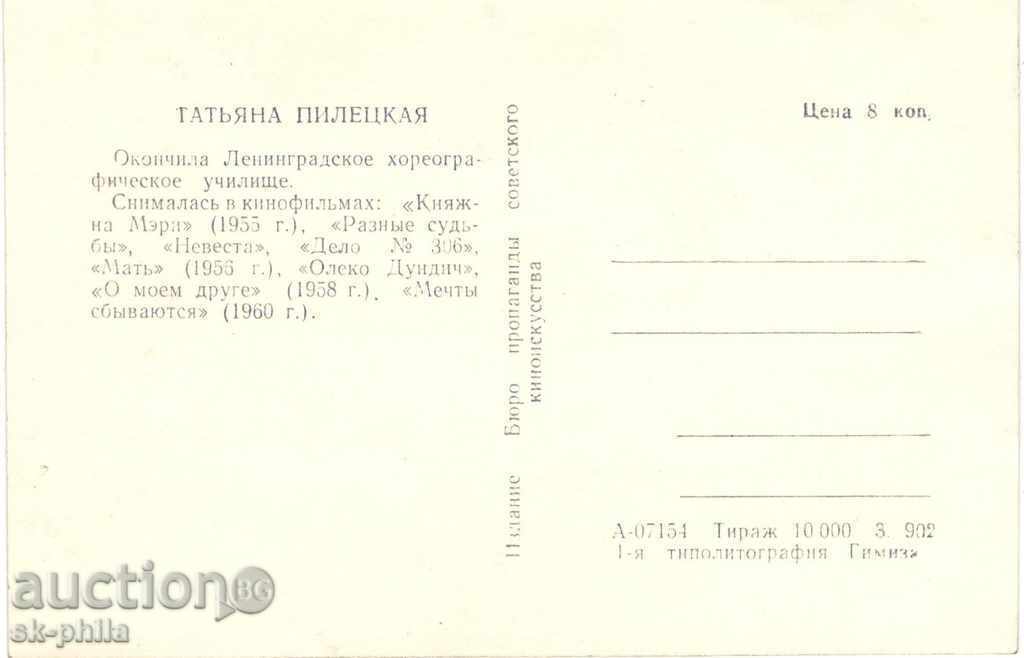 ТАТЬЯНА ПИЛЕЦКАЯ
Окончила Ленинградское хореогра-
фическое училище.
Снималась в кинофильмах: «Княж-
на Мэри» (1955 г.), «Разные судь-
бы», «Невеста», «Дело № 306»,
«Мать» (1956 г.), «Олеко Дундич»,
«О моем друге» (1958 г.), «Мечты
сбываются» (1960 г.).
Издание Бюро пропаганды советского
киноискусства
Цена 8 коп.
А-07154 Тираж 10 000 З. 902
1-я типолитография Гимиза
auction BG
sk-phila